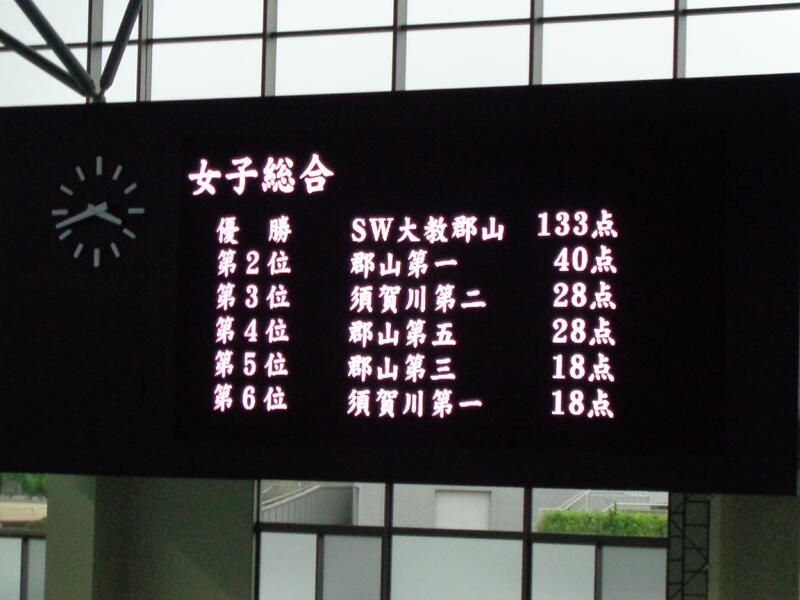 女子総合
優　勝　SW大教郡山　133点
第2位　郡山第一　40点
第3位　須賀川第二　28点
第4位　郡山第五　28点
第5位　郡山第三　18点
第6位　須賀川第一　18点